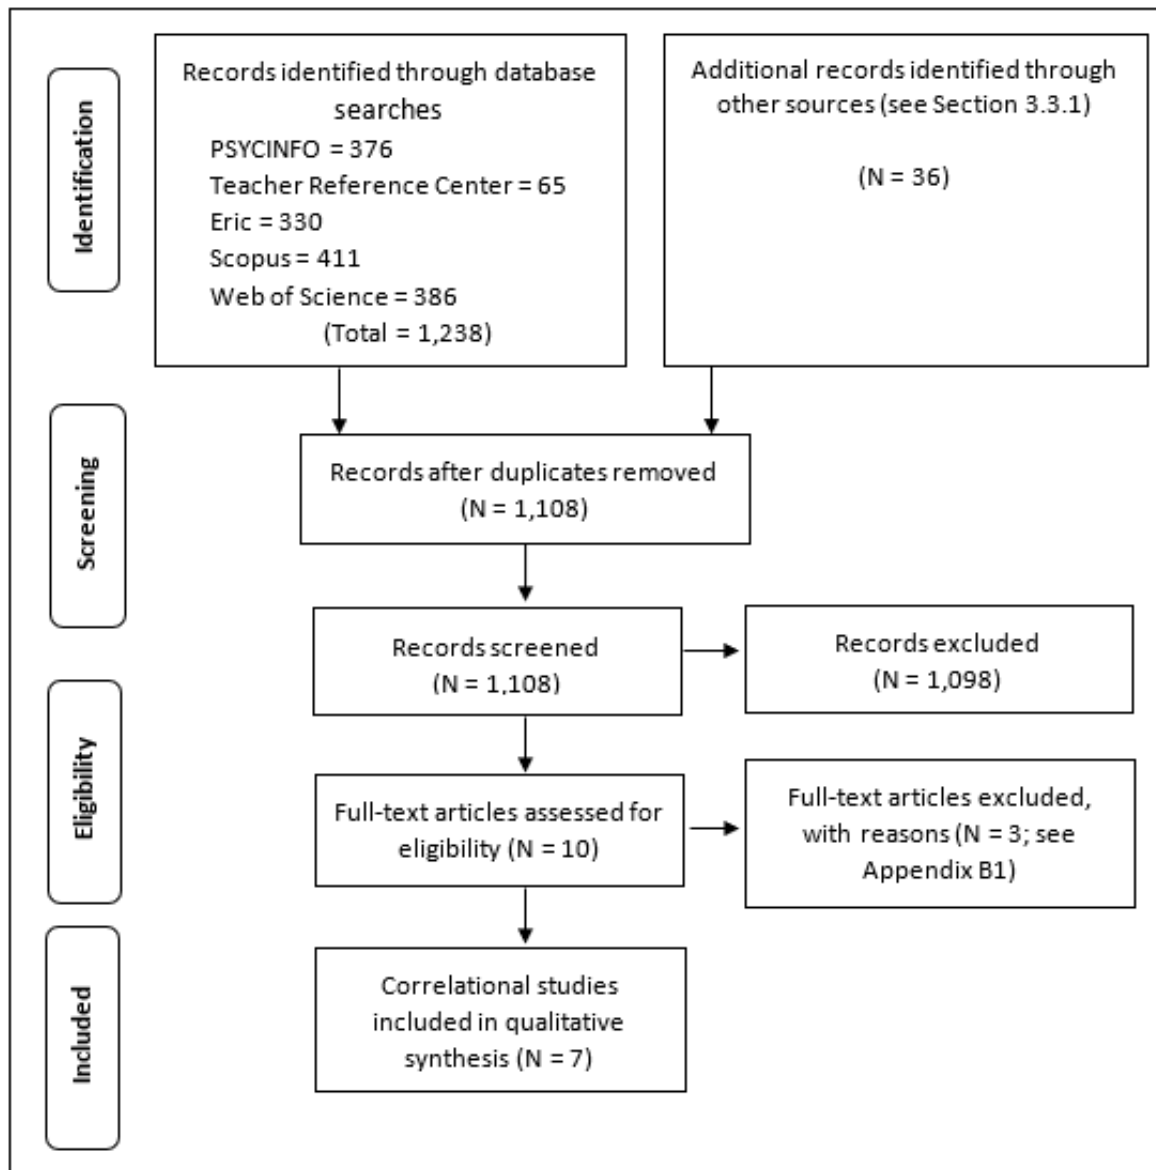 Identification
Records identified through database
searches
PSYCINFO = 376
Teacher Reference Center = 65
Eric = 330
Scopus = 411
Web of Science = 386
(Total = 1,238)
Additional records identified through
other sources (see Section 3.3.1)
(N = 36)
Screening
Records after duplicates removed
(N = 1,108)
Records screened
(N = 1,108)
Records excluded
(N = 1,098)
Eligibility
Full-text articles assessed for
eligibility (N = 10)
Full-text articles excluded,
with reasons (N = 3; see
Appendix B1)
Included
Correlational studies
included in qualitative
synthesis (N = 7)